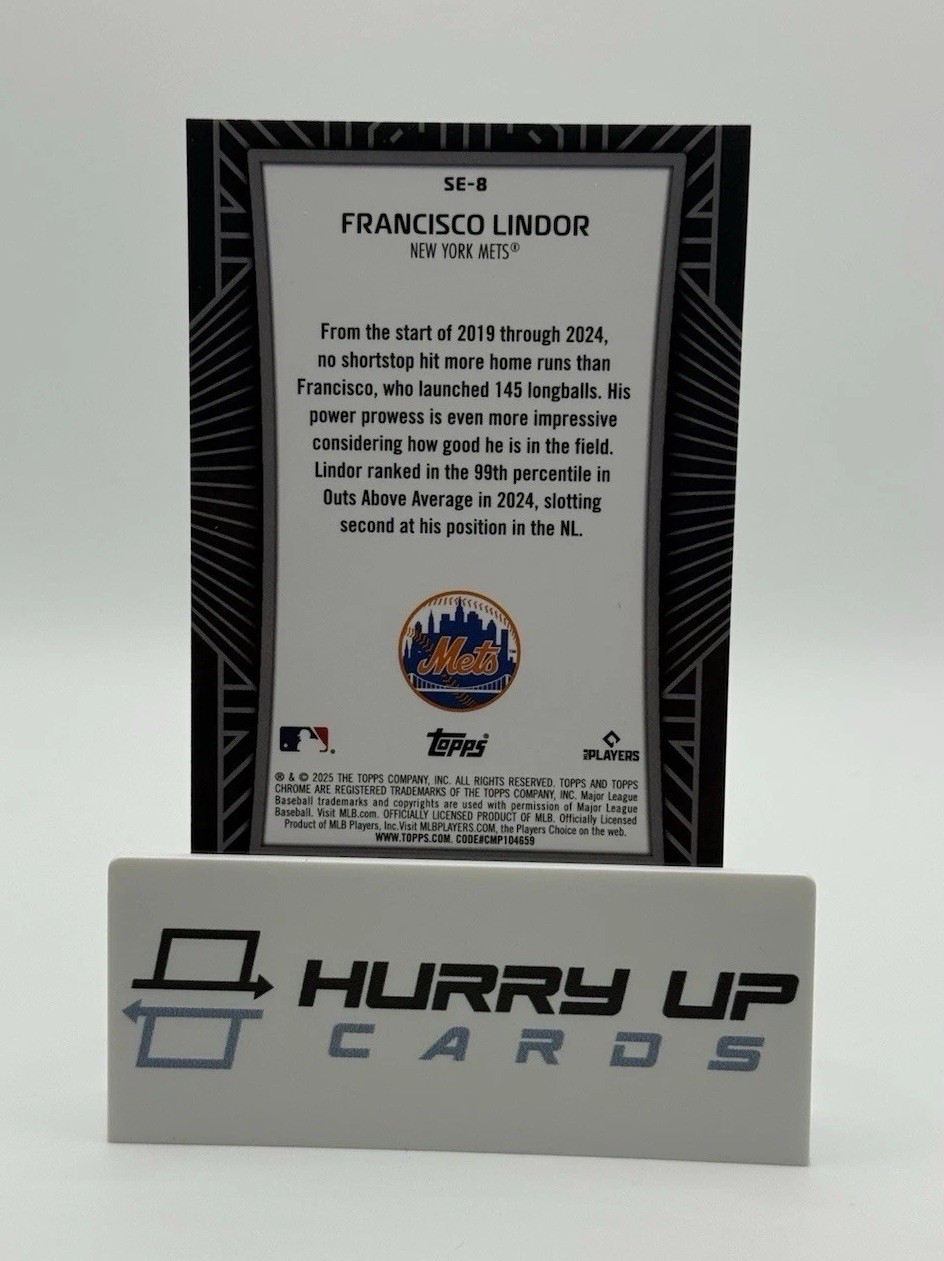 SE-8
FRANCISCO LINDOR
NEW YORK METS®
From the start of 2019 through 2024,
no shortstop hit more home runs than
Francisco, who launched 145 longballs. His
power prowess is even more impressive
considering how good he is in the field.
Lindor ranked in the 99th percentile in
Outs Above Average in 2024, slotting
second at his position in the NL.
Mets
Topps®
MLB PLAYERS
® & © 2025 THE TOPPS COMPANY, INC. ALL RIGHTS RESERVED. TOPPS AND TOPPS
CHROME ARE REGISTERED TRADEMARKS OF THE TOPPS COMPANY, INC. Major League
Baseball trademarks and copyrights are used with permission of Major League
Baseball. Visit MLB.com. OFFICIALLY LICENSED PRODUCT OF MLB. Officially Licensed
Product of MLB Players, Inc.Visit MLBPLAYERS.COM, the Players Choice on the web.
WWW.TOPPS.COM. CODE#CMP104659
HURRY UP
CARDS